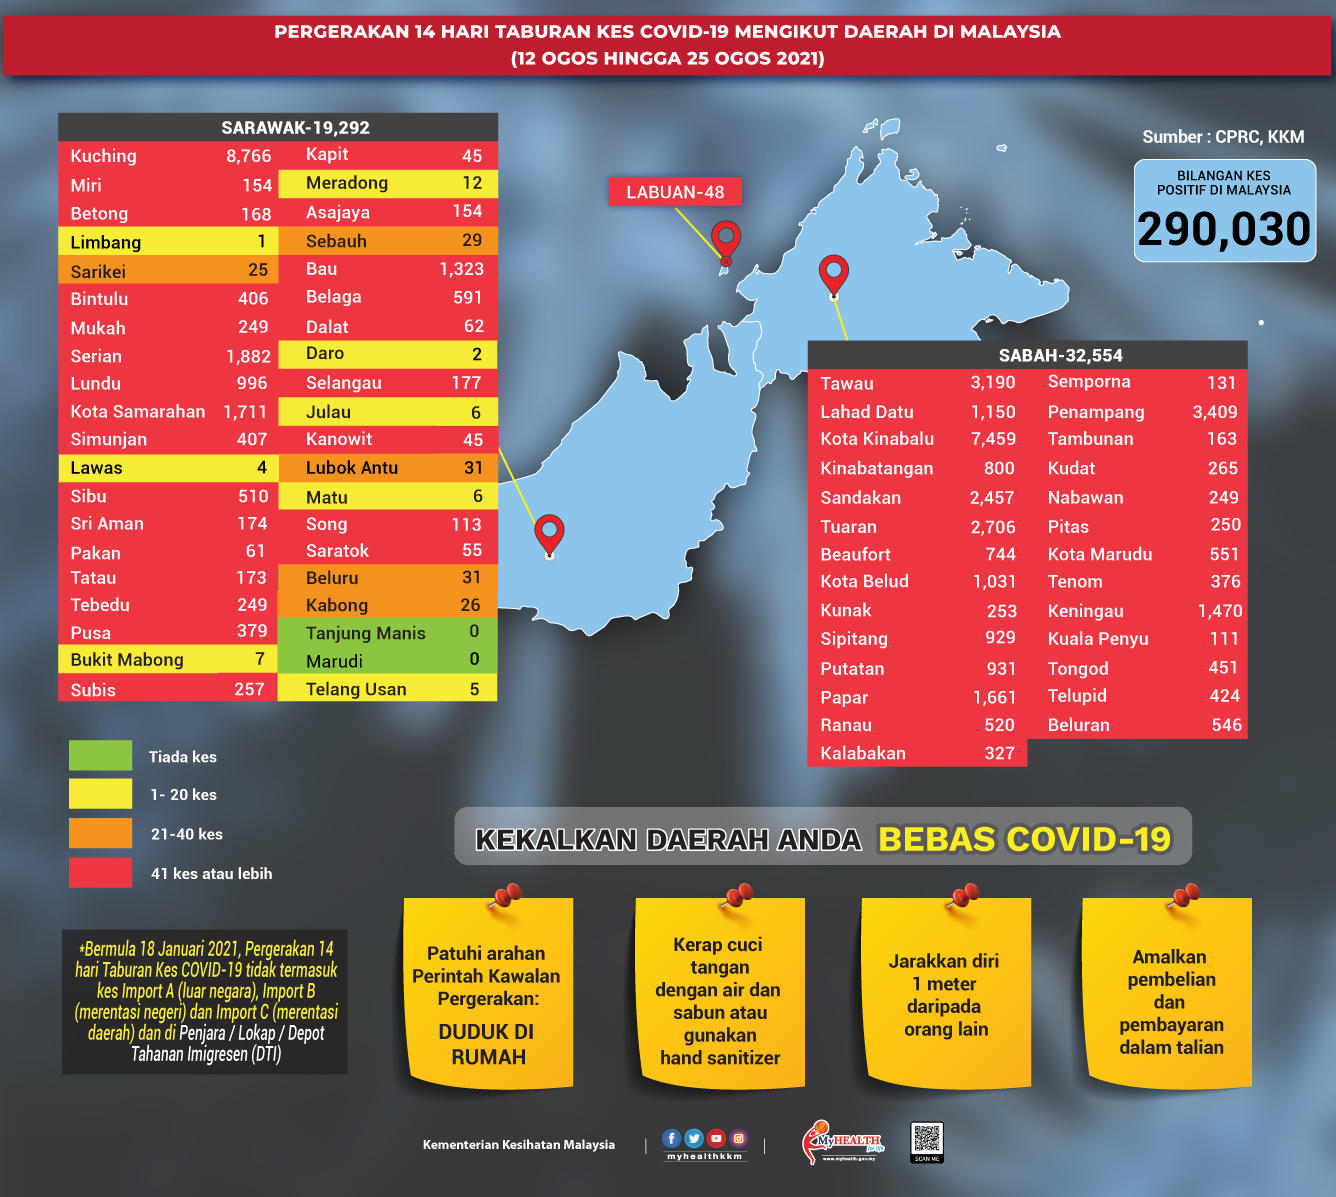 PERGERAKAN 14 HARI TABURAN KES COVID-19 MENGIKUT DAERAH DI MALAYSIA
(12 OGOS HINGGA 25 OGOS 2021)
SARAWAK-19,292
Kuching 8,766 Kapit 45
Miri 154 Meradong 12
Betong 168 Asajaya 154
Limbang 1 Sebauh 29
Sarikei 25 Bau 1,323
Bintulu 406 Belaga 591
Mukah 249 Dalat 62
Serian 1,882 Daro 2
Lundu 996 Selangau 177
Kota Samarahan 1,711 Julau 6
Simunjan 407 Kanowit 45
Lawas 4 Lubok Antu 31
Sibu 510 Matu 6
Sri Aman 174 Song 113
Pakan 61 Saratok 55
Tatau 173 Beluru 31
Tebedu 249 Kabong 26
Pusa 379 Tanjung Manis 0
Bukit Mabong 7 Marudi 0
Subis 257 Telang Usan 5
LABUAN-48
Sumber : CPRC, KKM
BILANGAN KES
POSITIF DI MALAYSIA
290,030
SABAH-32,554
Tawau 3,190 Semporna 131
Lahad Datu 1,150 Penampang 3,409
Kota Kinabalu 7,459 Tambunan 163
Kinabatangan 800 Kudat 265
Sandakan 2,457 Nabawan 249
Tuaran 2,706 Pitas 250
Beaufort 744 Kota Marudu 551
Kota Belud 1,031 Tenom 376
Kunak 253 Keningau 1,470
Sipitang 929 Kuala Penyu 111
Putatan 931 Tongod 451
Papar 1,661 Telupid 424
Ranau 520 Beluran 546
Kalabakan 327
Tiada kes
1- 20 kes
21-40 kes
41 kes atau lebih
KEKALKAN DAERAH ANDA BEBAS COVID-19
*Bermula 18 Januari 2021, Pergerakan 14
hari Taburan Kes COVID-19 tidak termasuk
kes Import A (luar negara), Import B
(merentasi negeri) dan Import C (merentasi
daerah) dan di Penjara / Lokap / Depot
Tahanan Imigresen (DTI)
Patuhi arahan
Perintah Kawalan
Pergerakan:
DUDUK DI
RUMAH
Kerap cuci
tangan
dengan air dan
sabun atau
gunakan
hand sanitizer
Jarakkan diri
1 meter
daripada
orang lain
Amalkan
pembelian
dan
pembayaran
dalam talian
Kementerian Kesihatan Malaysia
myhealthkkm
MyHEALTH
for life
www.myhealth.gov.my
SCAN ME